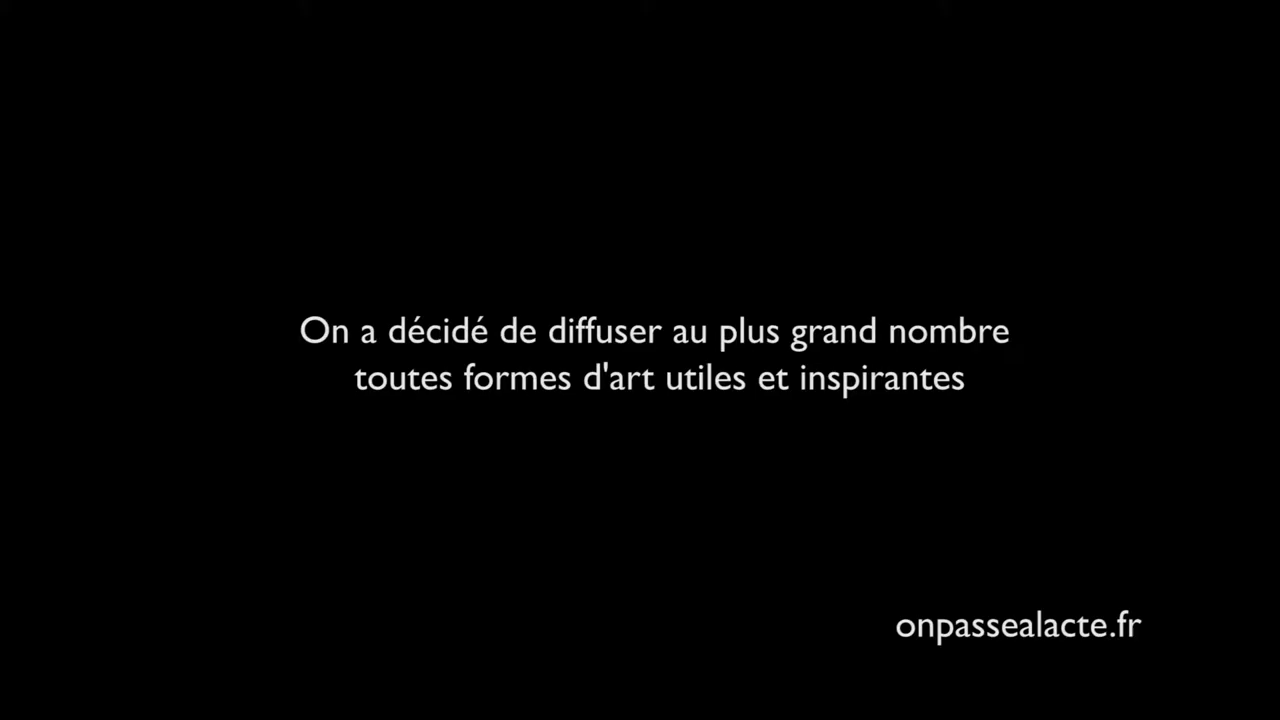 On a décidé de diffuser au plus grand nombre
toutes formes d'art utiles et inspirantes
onpassealacte.fr